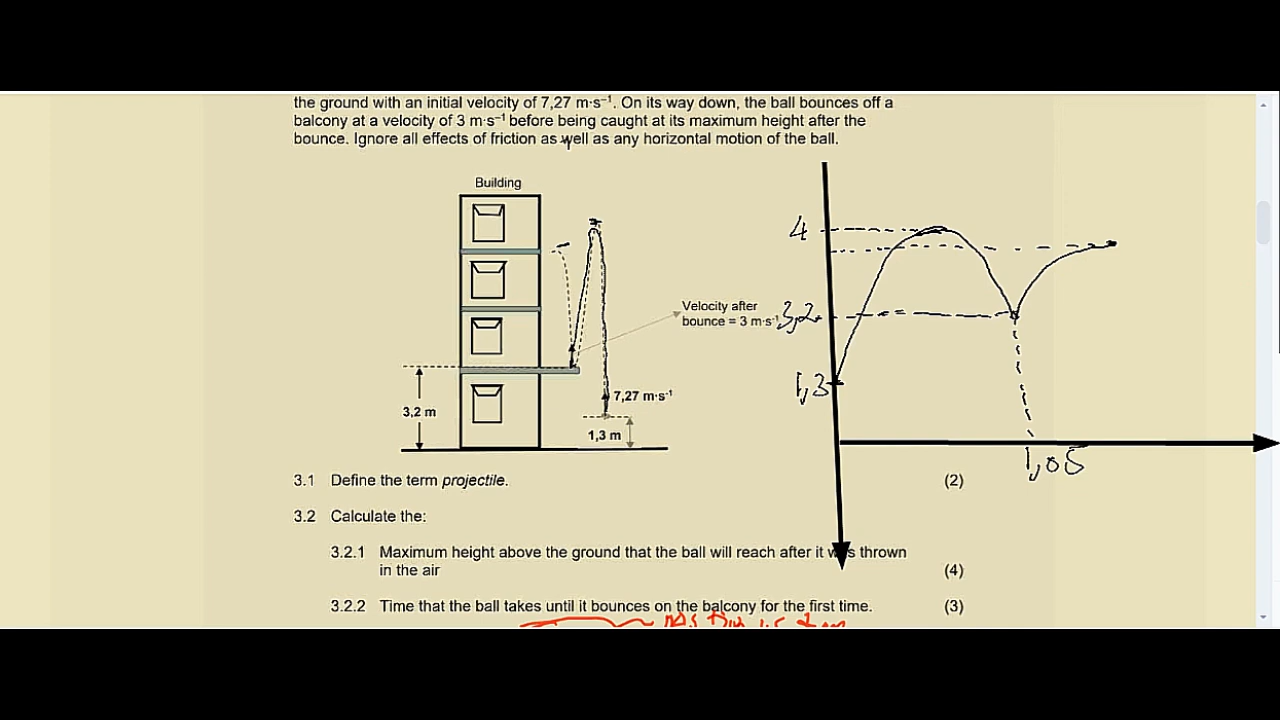 the ground with an initial velocity of 7,27 m·s⁻¹. On its way down, the ball bounces off a
balcony at a velocity of 3 m·s⁻¹ before being caught at its maximum height after the
bounce. Ignore all effects of friction as well as any horizontal motion of the ball.
Building
4
Velocity after
bounce = 3 m·s⁻¹
3,2
1,3
7,27 m·s⁻¹
3,2 m
1,3 m
1,05
3.1 Define the term projectile. (2)
3.2 Calculate the:
3.2.1 Maximum height above the ground that the ball will reach after it was thrown
in the air (4)
3.2.2 Time that the ball takes until it bounces on the balcony for the first time. (3)